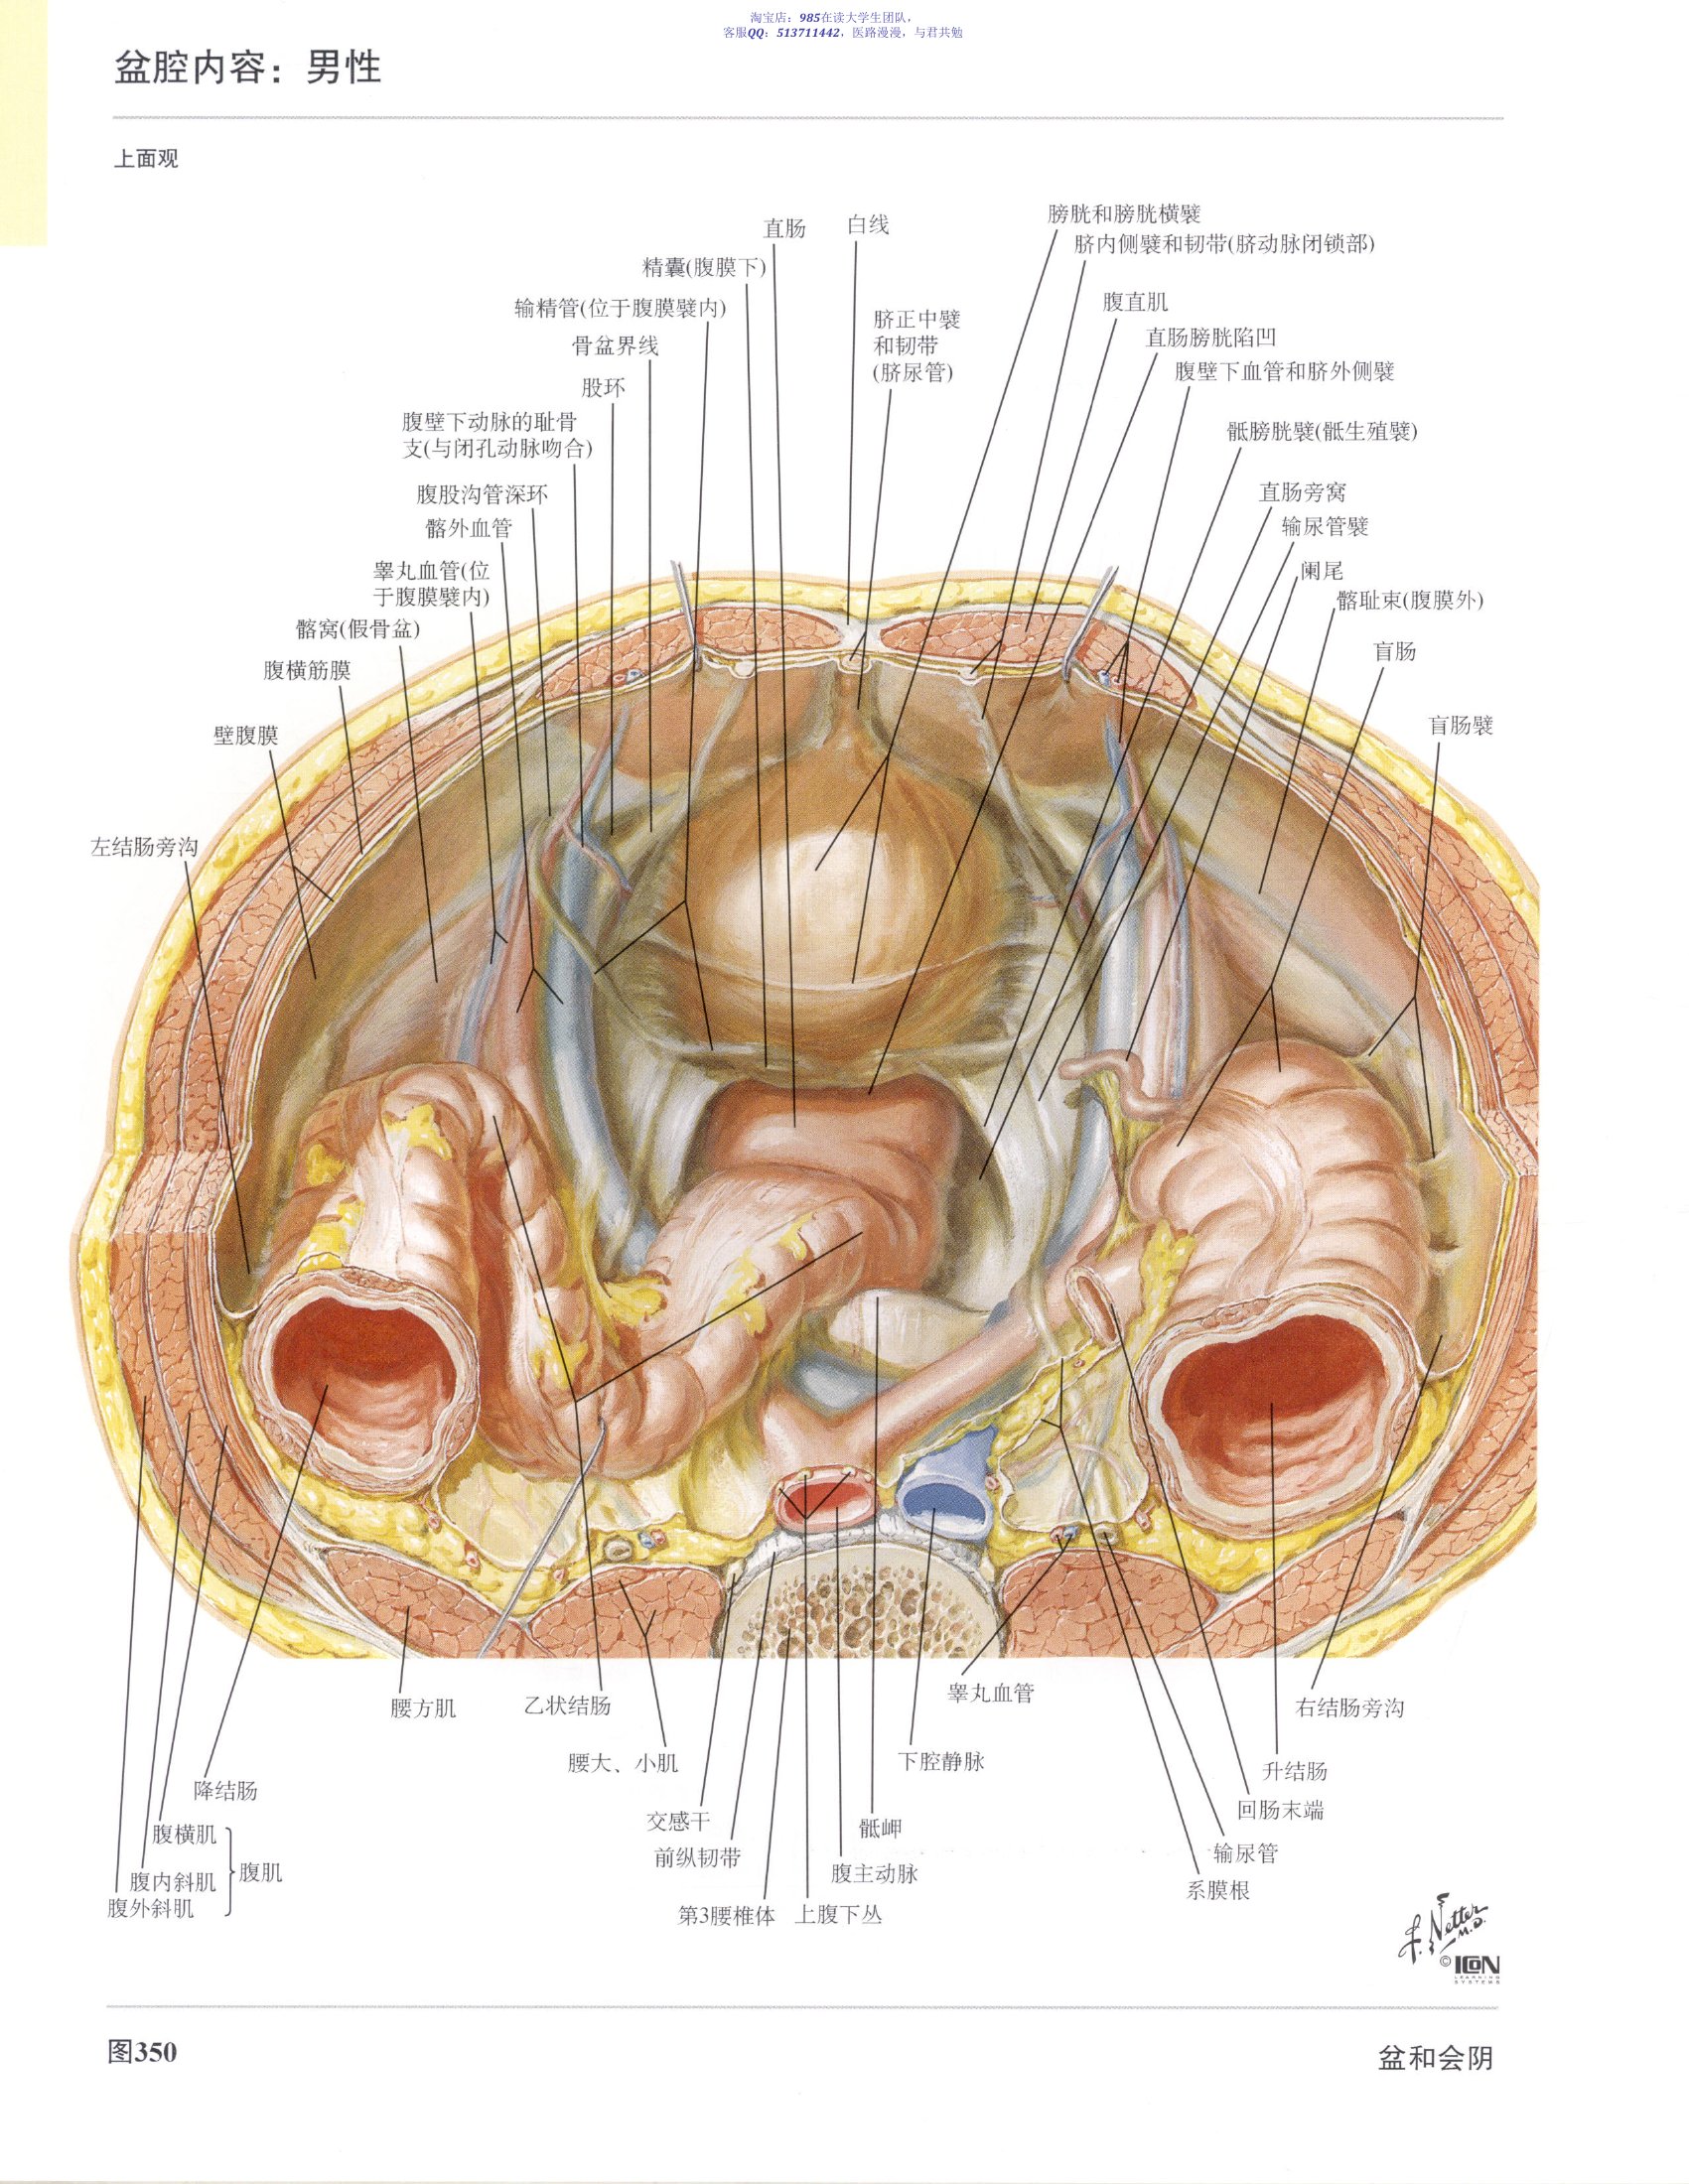 淘宝店：985在读大学生团队，
客服QQ：513711442，医路漫漫，与君共勉
盆腔内容：男性
上面观
直肠
白线
膀胱和膀胱横襞
脐内侧襞和韧带(脐动脉闭锁部)
精囊(腹膜下)
输精管(位于腹膜襞内)
脐正中襞
和韧带
(脐尿管)
腹直肌
骨盆界线
直肠膀胱陷凹
股环
腹壁下血管和脐外侧襞
腹壁下动脉的耻骨
支(与闭孔动脉吻合)
骶膀胱襞(骶生殖襞)
腹股沟管深环
直肠旁窝
髂外血管
输尿管襞
睾丸血管(位
于腹膜襞内)
阑尾
髂耻束(腹膜外)
髂窝(假骨盆)
盲肠
腹横筋膜
壁腹膜
盲肠襞
左结肠旁沟
腰方肌
乙状结肠
睾丸血管
右结肠旁沟
腰大、小肌
下腔静脉
升结肠
降结肠
回肠末端
交感干
骶岬
腹横肌
前纵韧带
输尿管
腹内斜肌
腹肌
腹主动脉
系膜根
腹外斜肌
第3腰椎体
上腹下丛
F. Netter
M.D.
© ICON
LEARNING
SYSTEMS
图350
盆和会阴